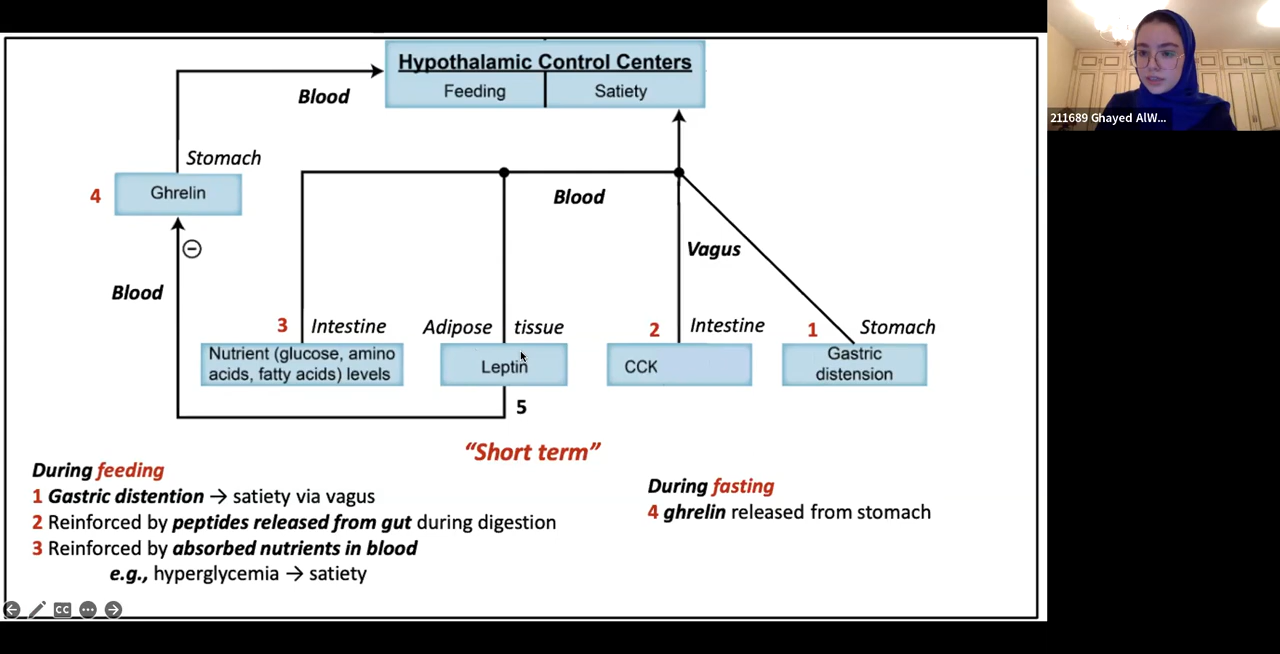 Hypothalamic Control Centers
Feeding
Satiety
Blood
211689 Ghayed AlW...
Stomach
4
Ghrelin
Blood
⊖
Vagus
Blood
3
Intestine
Adipose tissue
2
Intestine
1
Stomach
Nutrient (glucose, amino
acids, fatty acids) levels
Leptin
CCK
Gastric
distension
5
“Short term”
During feeding
1 Gastric distention → satiety via vagus
2 Reinforced by peptides released from gut during digestion
3 Reinforced by absorbed nutrients in blood
e.g., hyperglycemia → satiety
During fasting
4 ghrelin released from stomach
CC